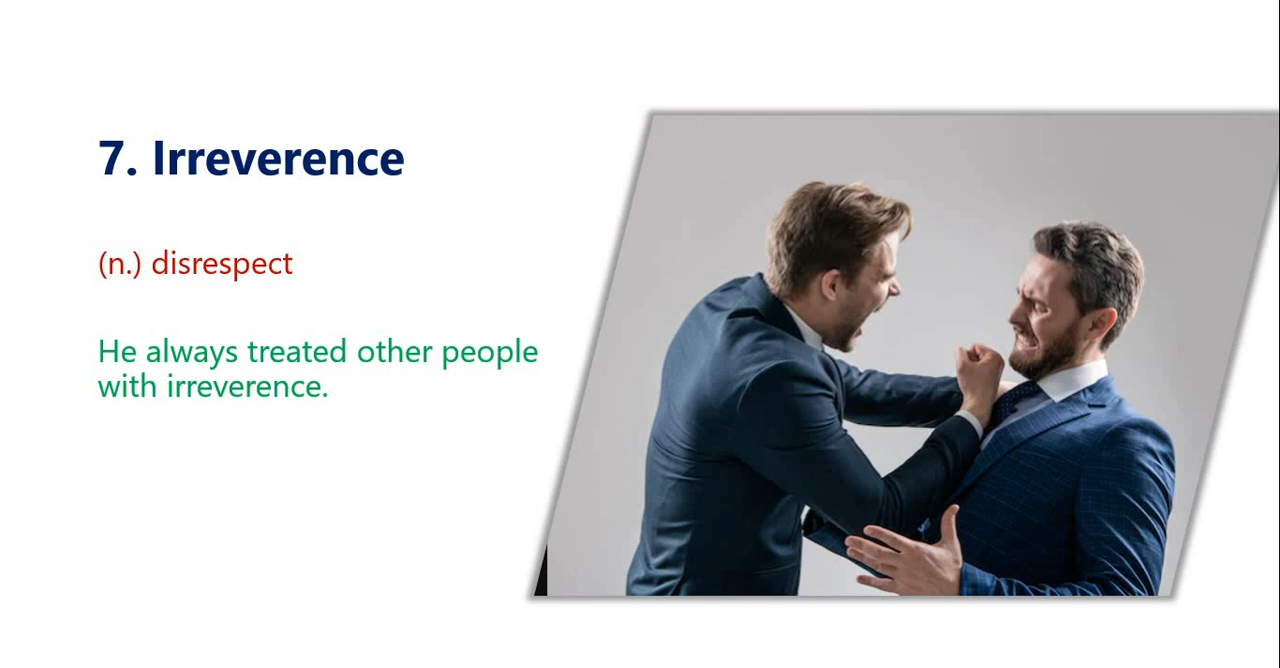 7. Irreverence
(n.) disrespect
He always treated other people
with irreverence.